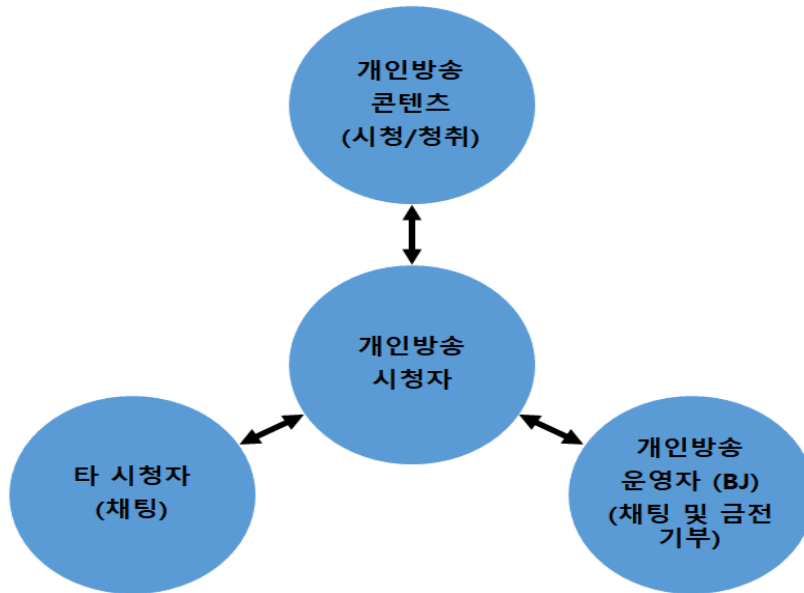 개인방송
콘텐츠
(시청/청취)
개인방송
시청자
타 시청자
(채팅)
개인방송
운영자 (BJ)
(채팅 및 금전
기부)